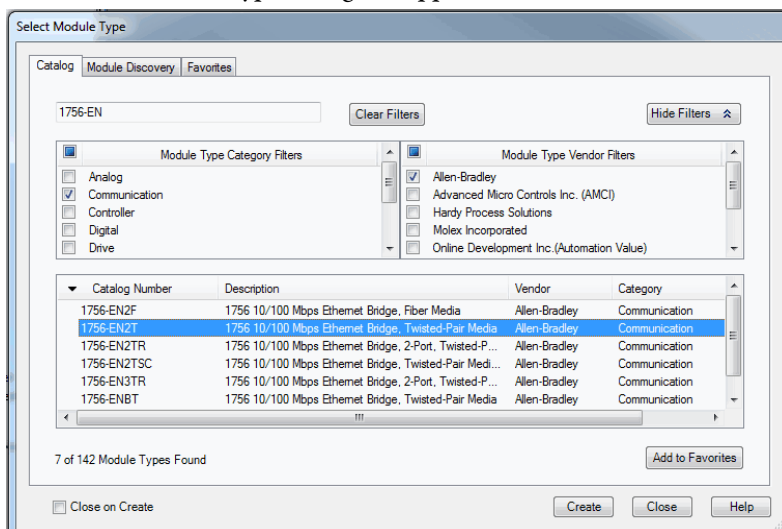 Select Module Type
Catalog Module Discovery Favorites
1756-EN Clear Filters Hide Filters
Module Type Category Filters Module Type Vendor Filters
Analog Allen-Bradley
Communication Advanced Micro Controls Inc. (AMCI)
Controller Hardy Process Solutions
Digital Molex Incorporated
Drive Online Development Inc.(Automation Value)
Catalog Number Description Vendor Category
1756-EN2F 1756 10/100 Mbps Ethernet Bridge, Fiber Media Allen-Bradley Communication
1756-EN2T 1756 10/100 Mbps Ethernet Bridge, Twisted-Pair Media Allen-Bradley Communication
1756-EN2TR 1756 10/100 Mbps Ethernet Bridge, 2-Port, Twisted-P... Allen-Bradley Communication
1756-EN2TSC 1756 10/100 Mbps Ethernet Bridge, Twisted-Pair Medi... Allen-Bradley Communication
1756-EN3TR 1756 10/100 Mbps Ethernet Bridge, 2-Port, Twisted-P... Allen-Bradley Communication
1756-ENBT 1756 10/100 Mbps Ethernet Bridge, Twisted-Pair Media Allen-Bradley Communication
7 of 142 Module Types Found Add to Favorites
Close on Create Create Close Help